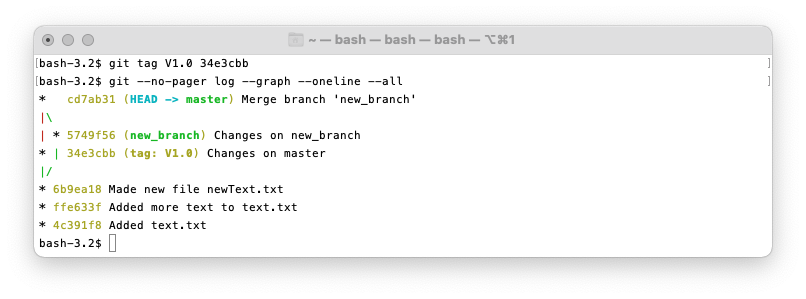 ~ — bash — bash — bash — ⌥⌘1
[bash-3.2$ git tag V1.0 34e3cbb ]
[bash-3.2$ git --no-pager log --graph --oneline --all ]
*   cd7ab31 (HEAD -> master) Merge branch 'new_branch'
|\
| * 5749f56 (new_branch) Changes on new_branch
* | 34e3cbb (tag: V1.0) Changes on master
|/
* 6b9ea18 Made new file newText.txt
* ffe633f Added more text to text.txt
* 4c391f8 Added text.txt
bash-3.2$